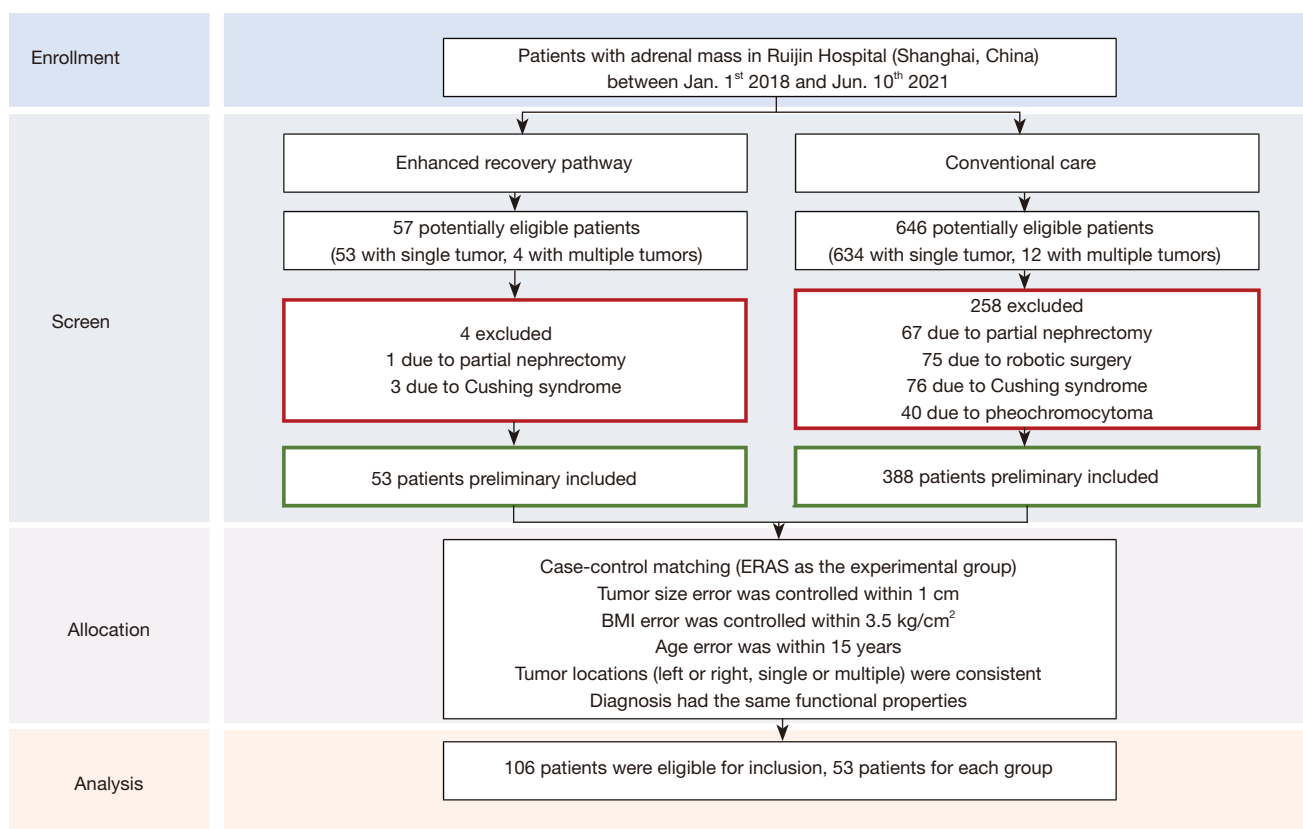 Enrollment
Patients with adrenal mass in Ruijin Hospital (Shanghai, China)
between Jan. 1st 2018 and Jun. 10th 2021
Screen
Enhanced recovery pathway
Conventional care
57 potentially eligible patients
(53 with single tumor, 4 with multiple tumors)
646 potentially eligible patients
(634 with single tumor, 12 with multiple tumors)
4 excluded
1 due to partial nephrectomy
3 due to Cushing syndrome
258 excluded
67 due to partial nephrectomy
75 due to robotic surgery
76 due to Cushing syndrome
40 due to pheochromocytoma
53 patients preliminary included
388 patients preliminary included
Allocation
Case-control matching (ERAS as the experimental group)
Tumor size error was controlled within 1 cm
BMI error was controlled within 3.5 kg/cm²
Age error was within 15 years
Tumor locations (left or right, single or multiple) were consistent
Diagnosis had the same functional properties
Analysis
106 patients were eligible for inclusion, 53 patients for each group